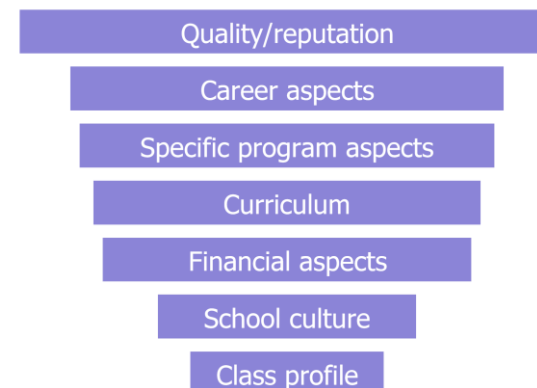 Quality/reputation
Career aspects
Specific program aspects
Curriculum
Financial aspects
School culture
Class profile